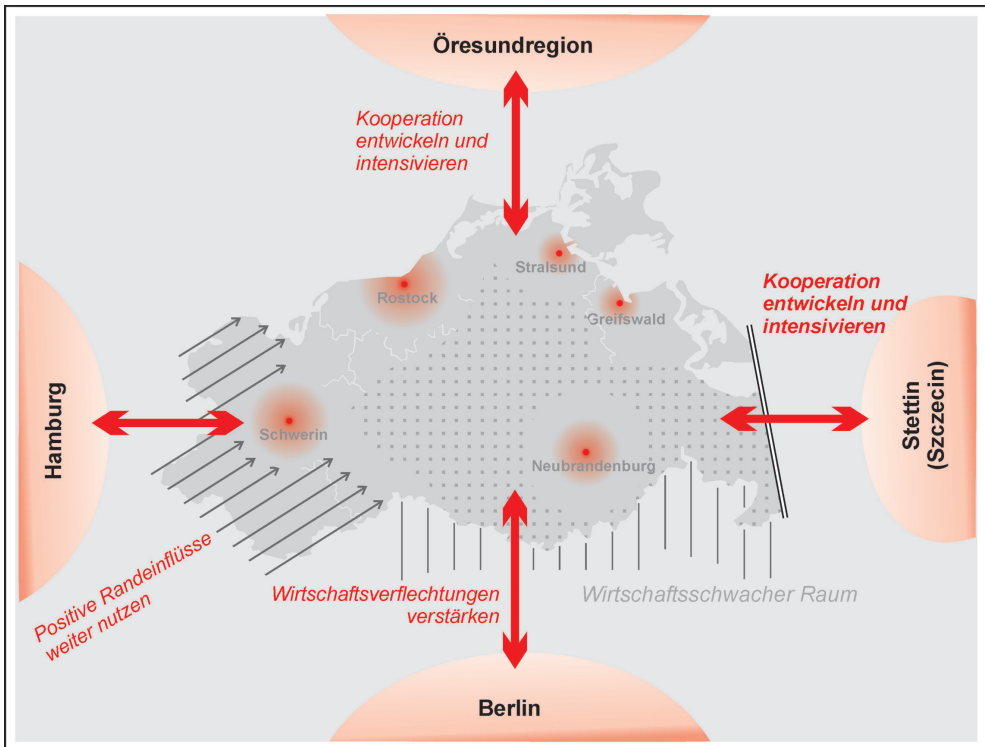 Öresundregion
Kooperation
entwickeln und
intensivieren
Stralsund
Rostock
Greifswald
Kooperation
entwickeln und
intensivieren
Hamburg
Schwerin
Neubrandenburg
Stettin
(Szczecin)
Positive Randeinflüsse
weiter nutzen
Wirtschaftsverflechtungen
verstärken
Wirtschaftsschwacher Raum
Berlin